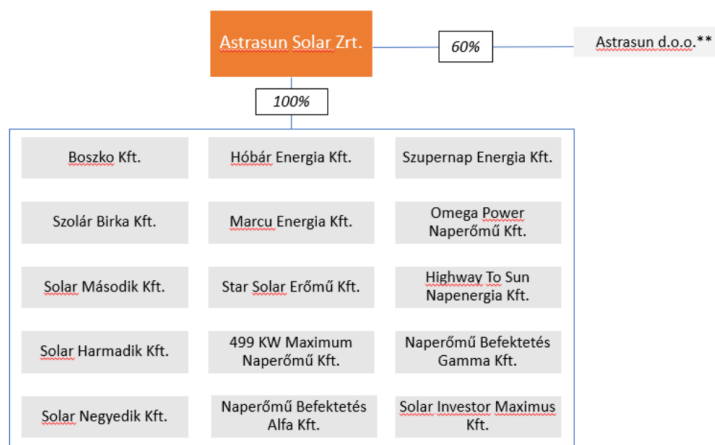 Astrasun Solar Zrt.
60%
Astrasun d.o.o.**
100%
Boszko Kft.
Hóbár Energia Kft.
Szupernap Energia Kft.
Szolár Birka Kft.
Marcu Energia Kft.
Omega Power
Naperőmű Kft.
Solar Második Kft.
Star Solar Erőmű Kft.
Highway To Sun
Napenergia Kft.
Solar Harmadik Kft.
499 KW Maximum
Naperőmű Kft.
Naperőmű Befektetés
Gamma Kft.
Solar Negyedik Kft.
Naperőmű Befektetés
Alfa Kft.
Solar Investor Maximus
Kft.